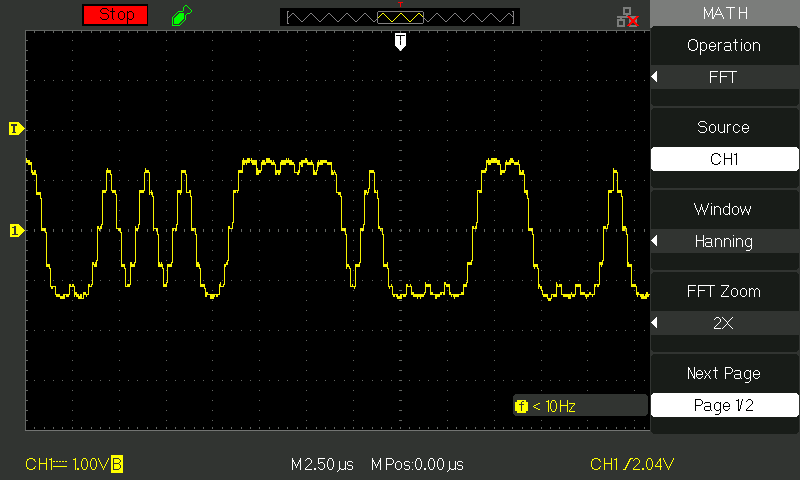 Stop
T
MATH
Operation
FFT
Source
CH1
Window
Hanning
FFT Zoom
2X
Next Page
Page 1/2
T
T
1
f < 10Hz
CH1 1.00V B M 2.50µs M Pos:0.00µs CH1 /2.04V